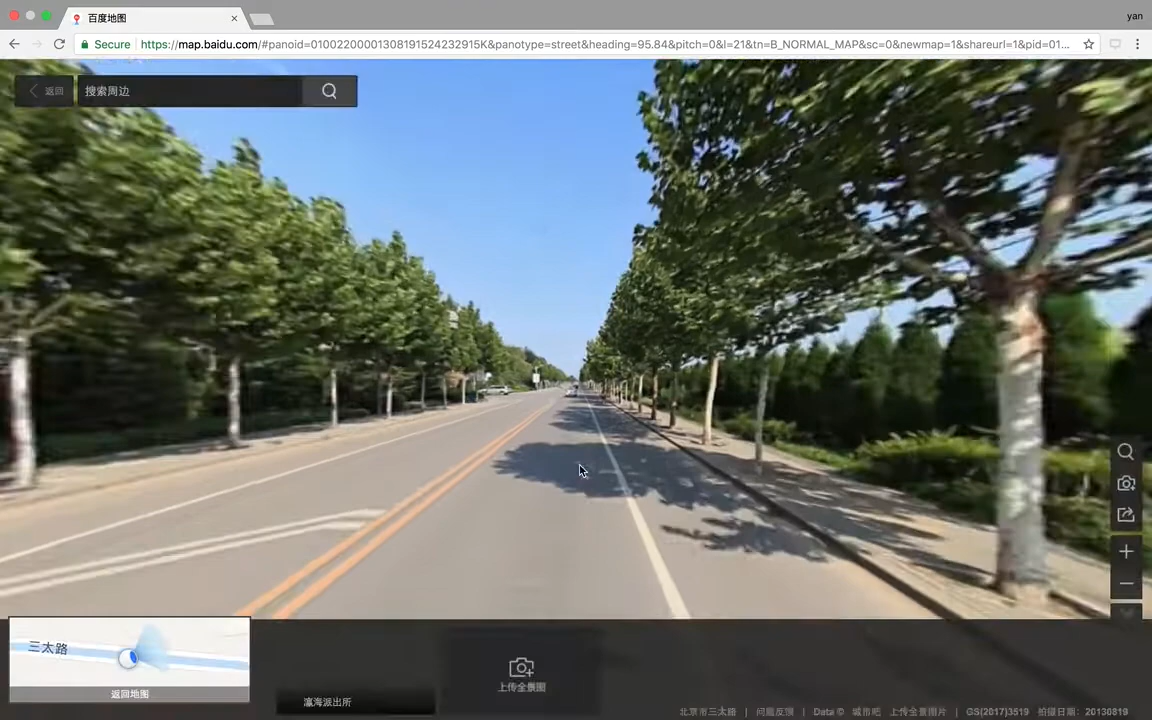 百度地图
yan
Secure
https://map.baidu.com/#panoid=01002200001308191524232915K&panotype=street&heading=95.84&pitch=0&l=21&tn=B_NORMAL_MAP&sc=0&newmap=1&shareurl=1&pid=01...
返回
搜索周边
三太路
返回地图
瀛海派出所
上传全景图
北京市三太路 | 问题反馈 | Data © 城市吧 上传全景图片 | GS(2017)3519 拍摄日期：20130819